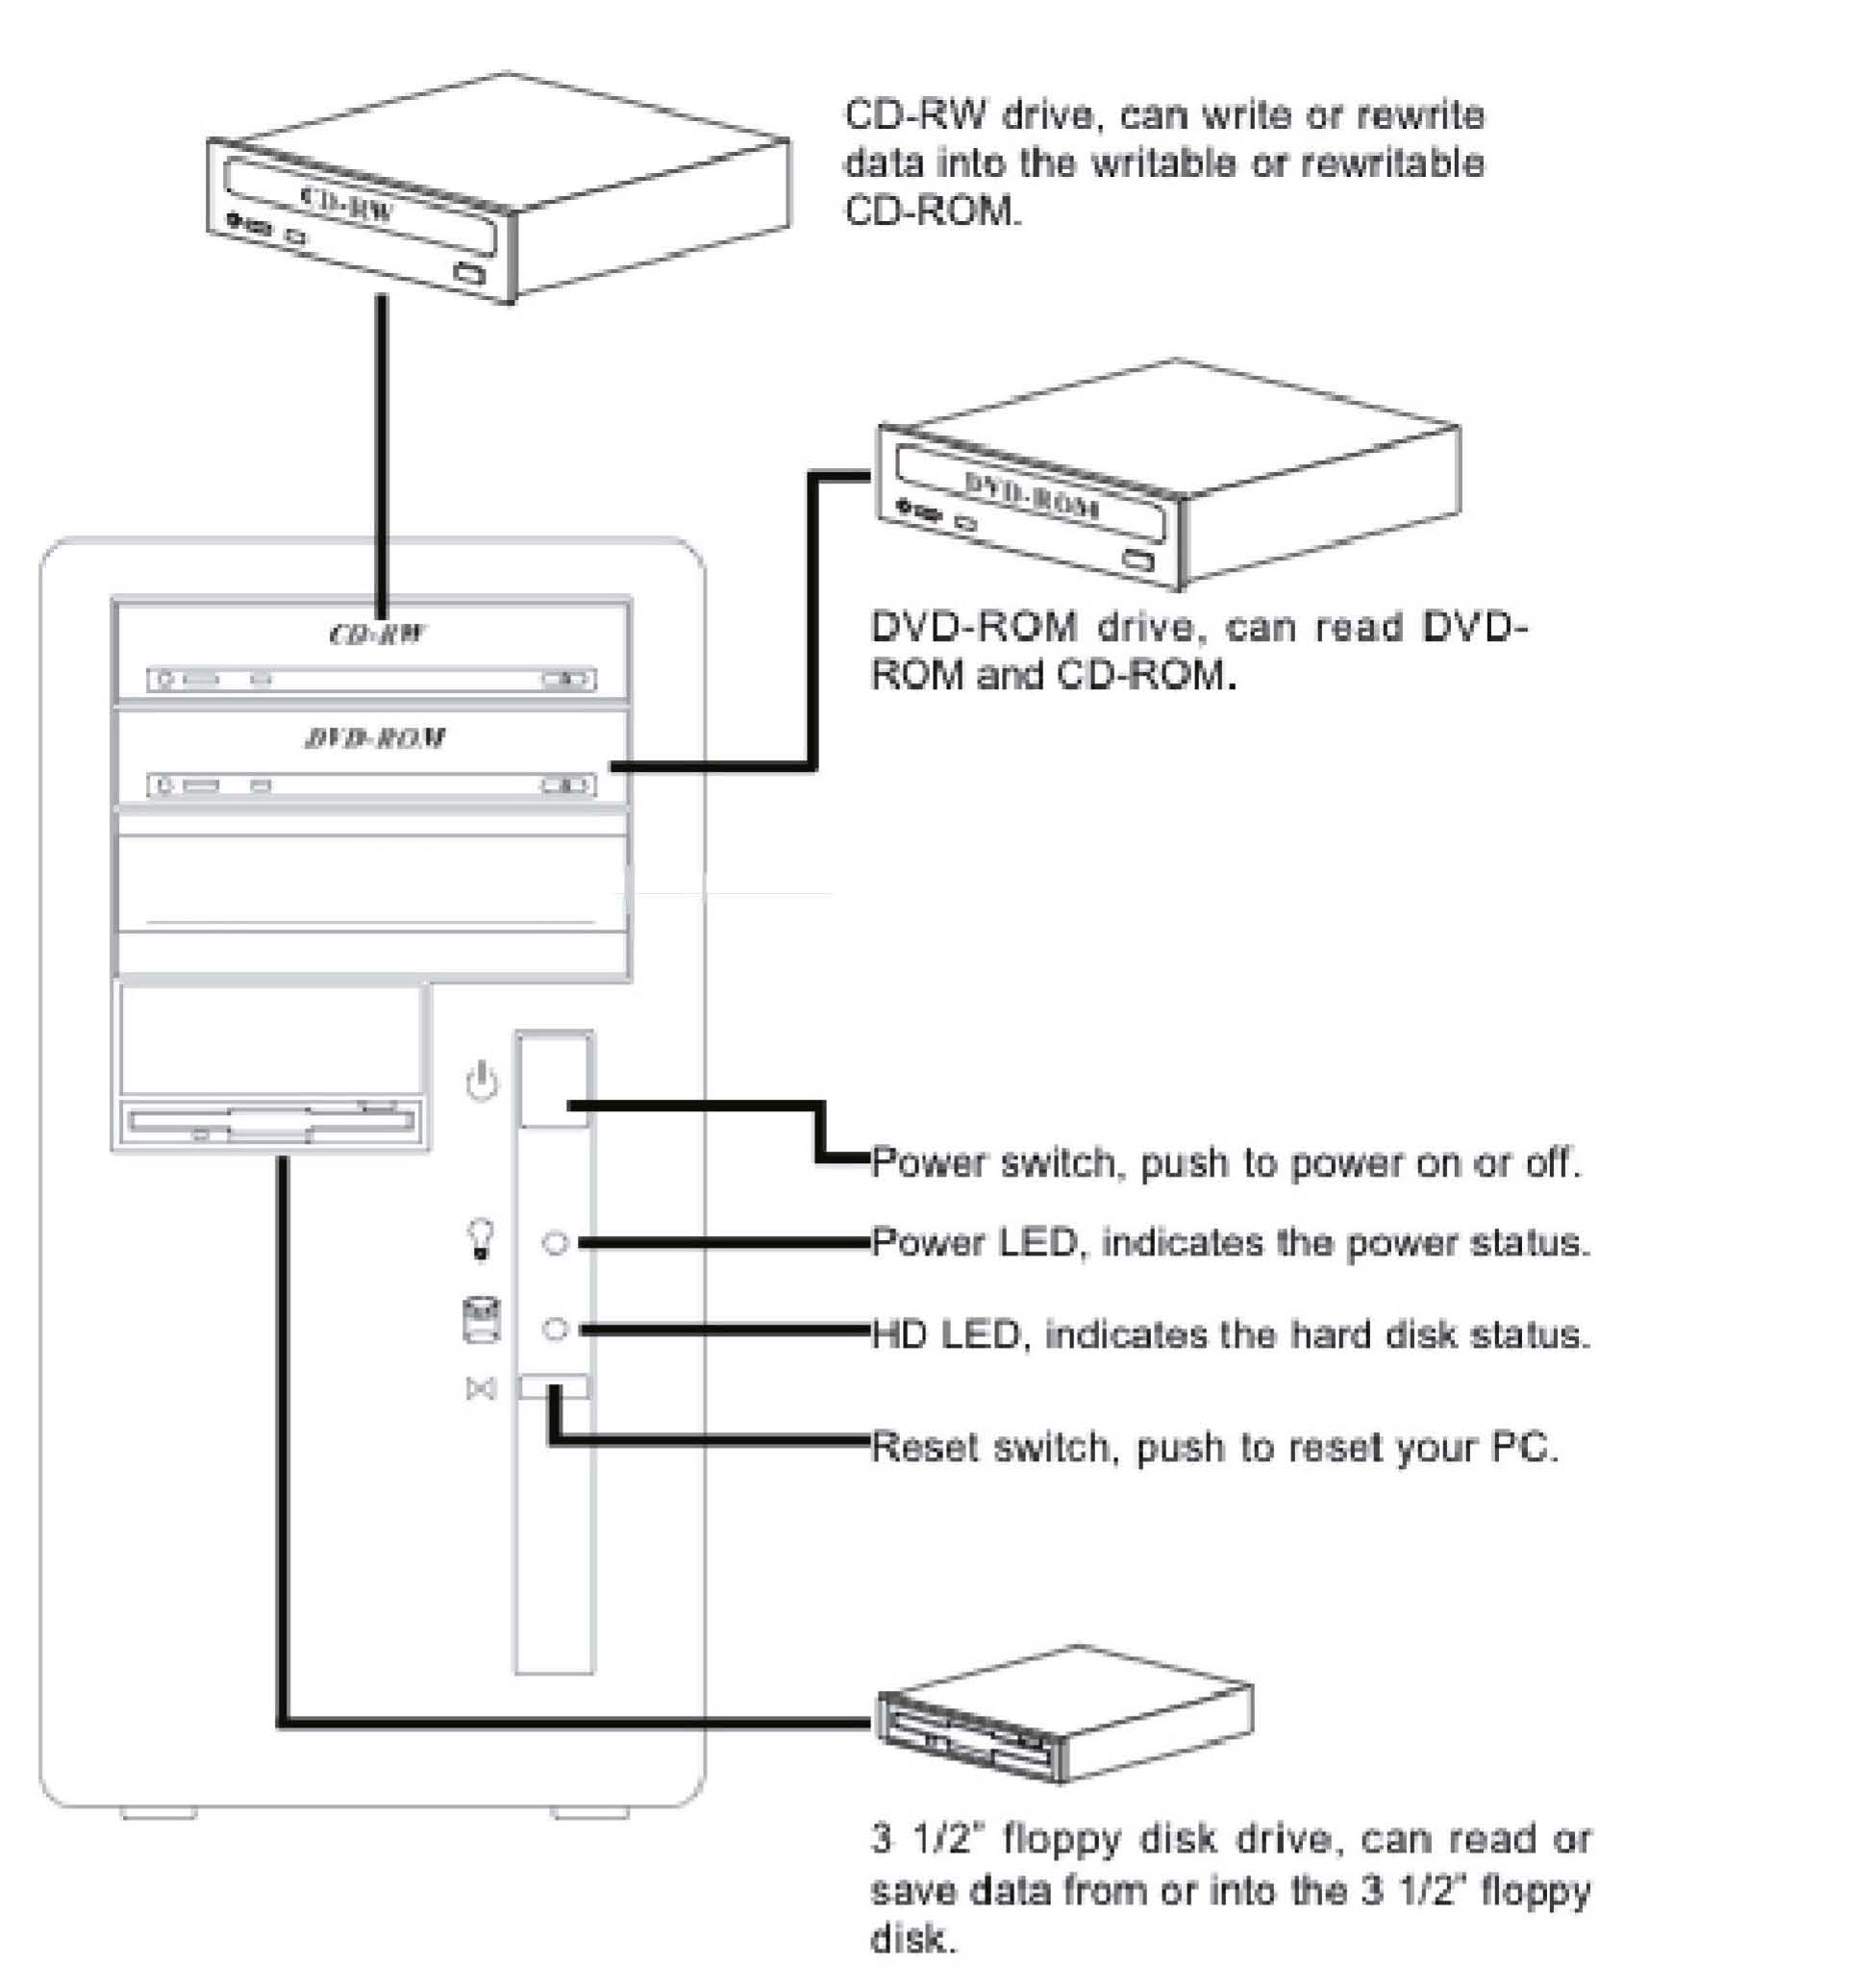 CD-RW drive, can write or rewrite
data into the writable or rewritable
CD-ROM.
CD-RW
DVD-ROM
DVD-ROM drive, can read DVD-
ROM and CD-ROM.
CD-RW
DVD-ROM
Power switch, push to power on or off.
Power LED, indicates the power status.
HD LED, indicates the hard disk status.
Reset switch, push to reset your PC.
3 1/2" floppy disk drive, can read or
save data from or into the 3 1/2" floppy
disk.